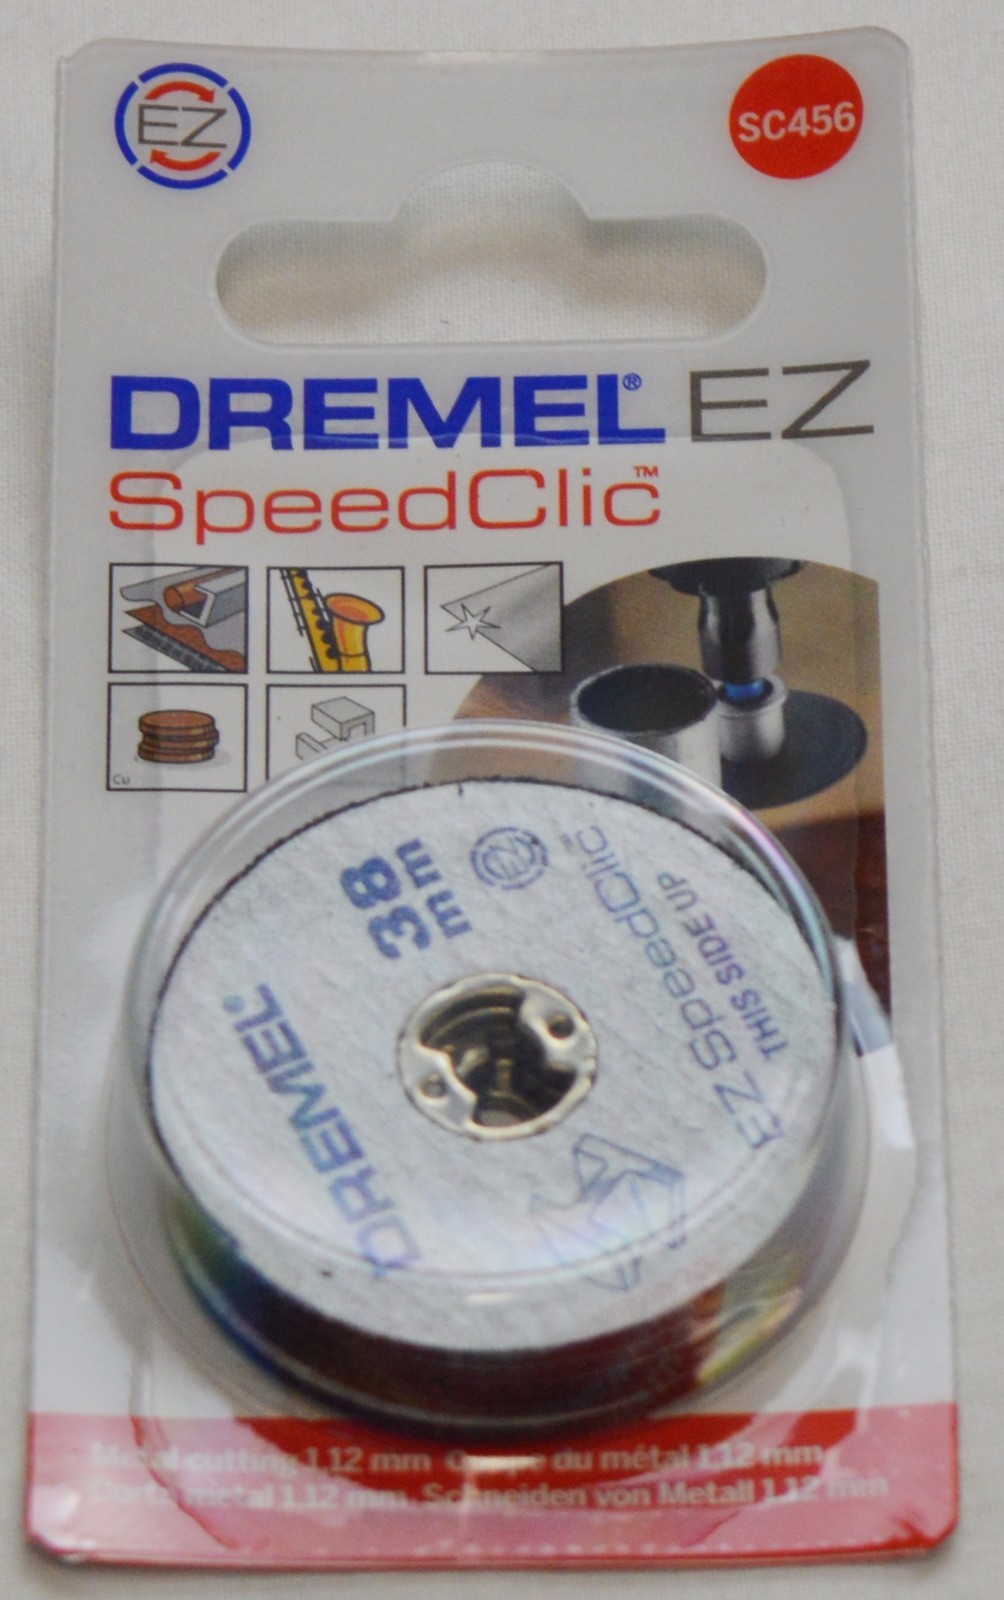 EZ
SC456
DREMEL® EZ
SpeedClic™
Cu
38
mm
EZ
DREMEL®
EZ SpeedClic™
THIS SIDE UP
Metal cutting 1.12 mm Coupe du métal 1.12 mm
Corte metal 1.12 mm Schneiden von Metall 1.12 mm